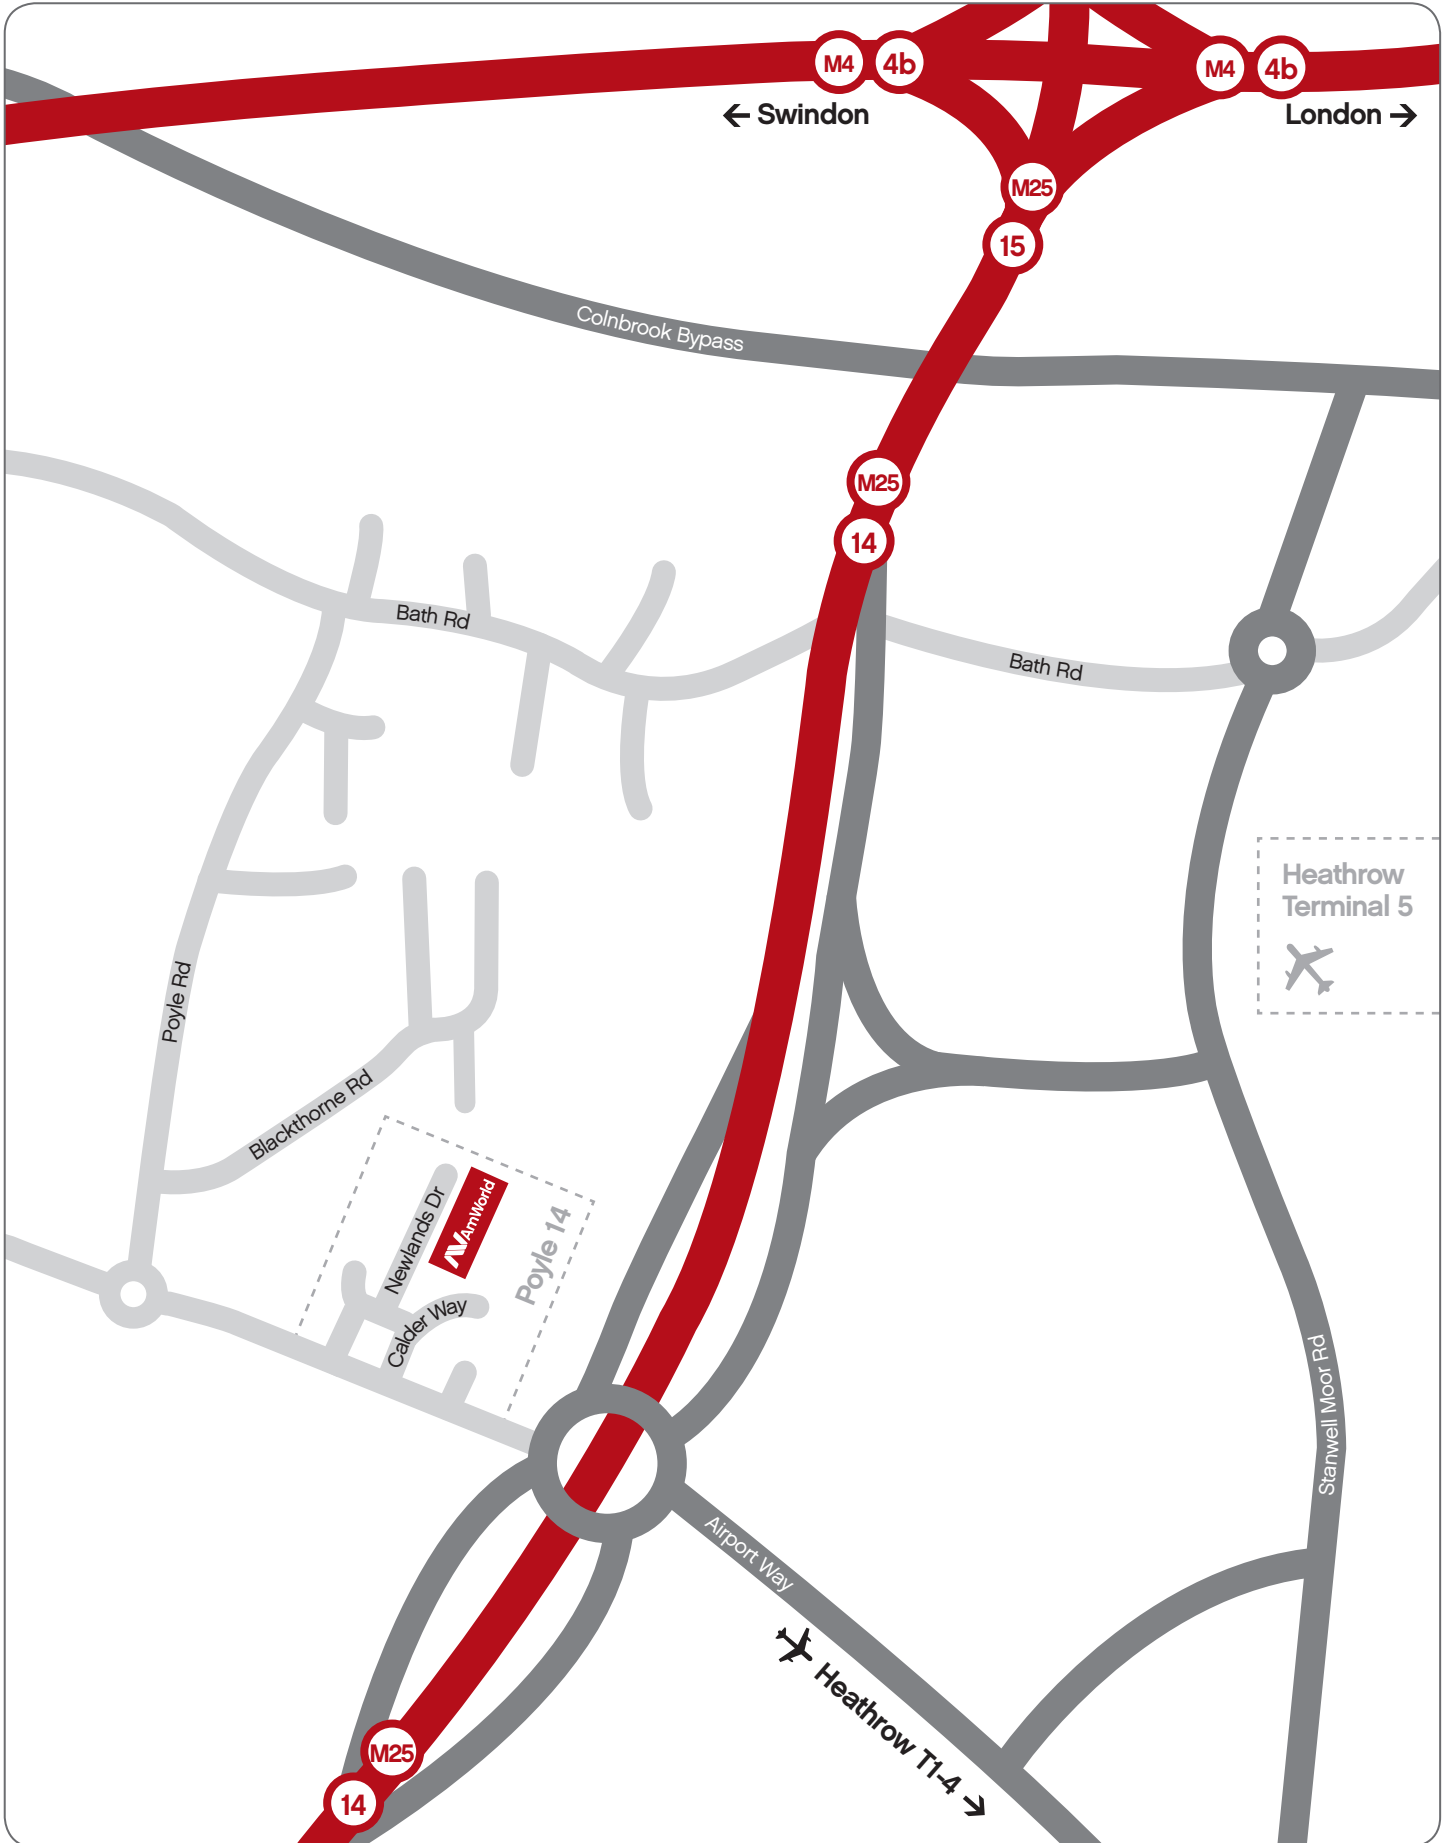 M4
4b
M4
4b
← Swindon
London →
M25
15
Colnbrook Bypass
M25
14
Bath Rd
Bath Rd
Heathrow
Terminal 5
Poyle Rd
Blackthorne Rd
Newlands Dr
AmWorld
Poyle 14
Calder Way
Stanwell Moor Rd
Airport Way
Heathrow T1-4 →
M25
14